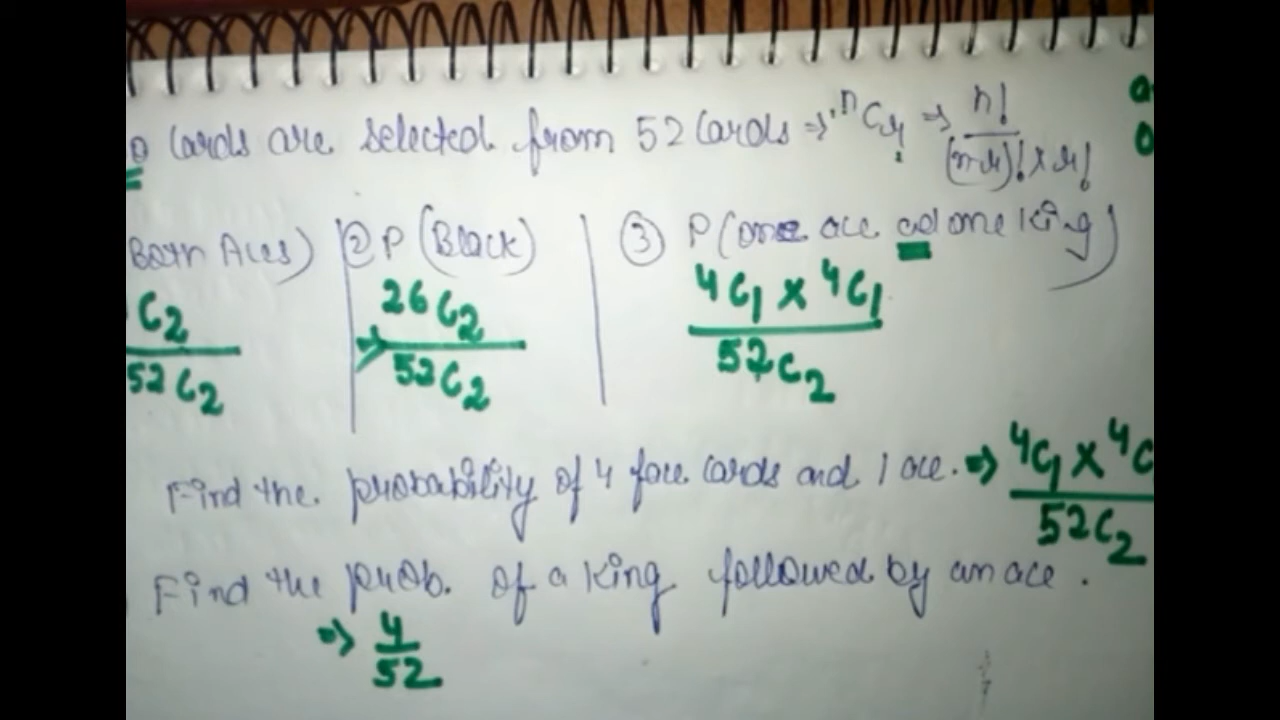 o Cards are selected from 52 Cards ⇒ ⁿCᵣ ⇒ n! / (n-r)! × r!
Both Aces) ② P (Black) ③ P (one ace and one King)
C₂ / 52C₂ ⇒ 26C₂ / 52C₂ 4C₁ × 4C₁ / 52C₂
Find the probability of 4 face cards and 1 ace. ⇒ 4C₁ × 4C / 52C₂
Find the prob. of a King followed by an ace.
⇒ 4/52